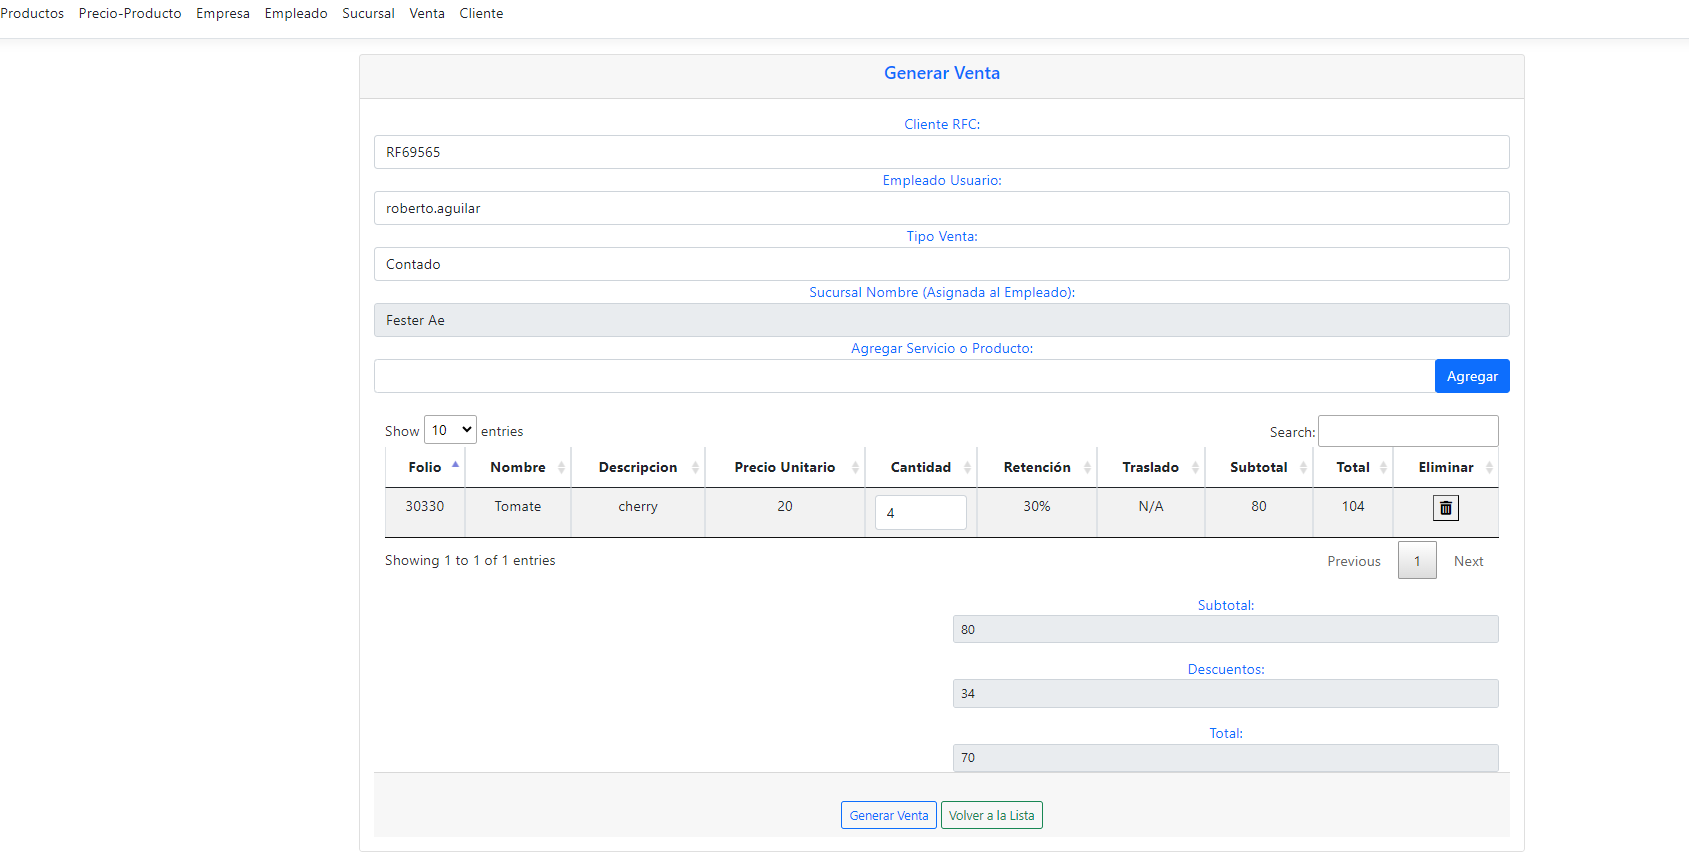 Productos Precio-Producto Empresa Empleado Sucursal Venta Cliente
Generar Venta
Cliente RFC:
RF69565
Empleado Usuario:
roberto.aguilar
Tipo Venta:
Contado
Sucursal Nombre (Asignada al Empleado):
Fester Ae
Agregar Servicio o Producto:
Agregar
Show 10 entries Search:
Folio Nombre Descripcion Precio Unitario Cantidad Retención Traslado Subtotal Total Eliminar
30330 Tomate cherry 20 4 30% N/A 80 104
Showing 1 to 1 of 1 entries Previous 1 Next
Subtotal:
80
Descuentos:
34
Total:
70
Generar Venta Volver a la Lista